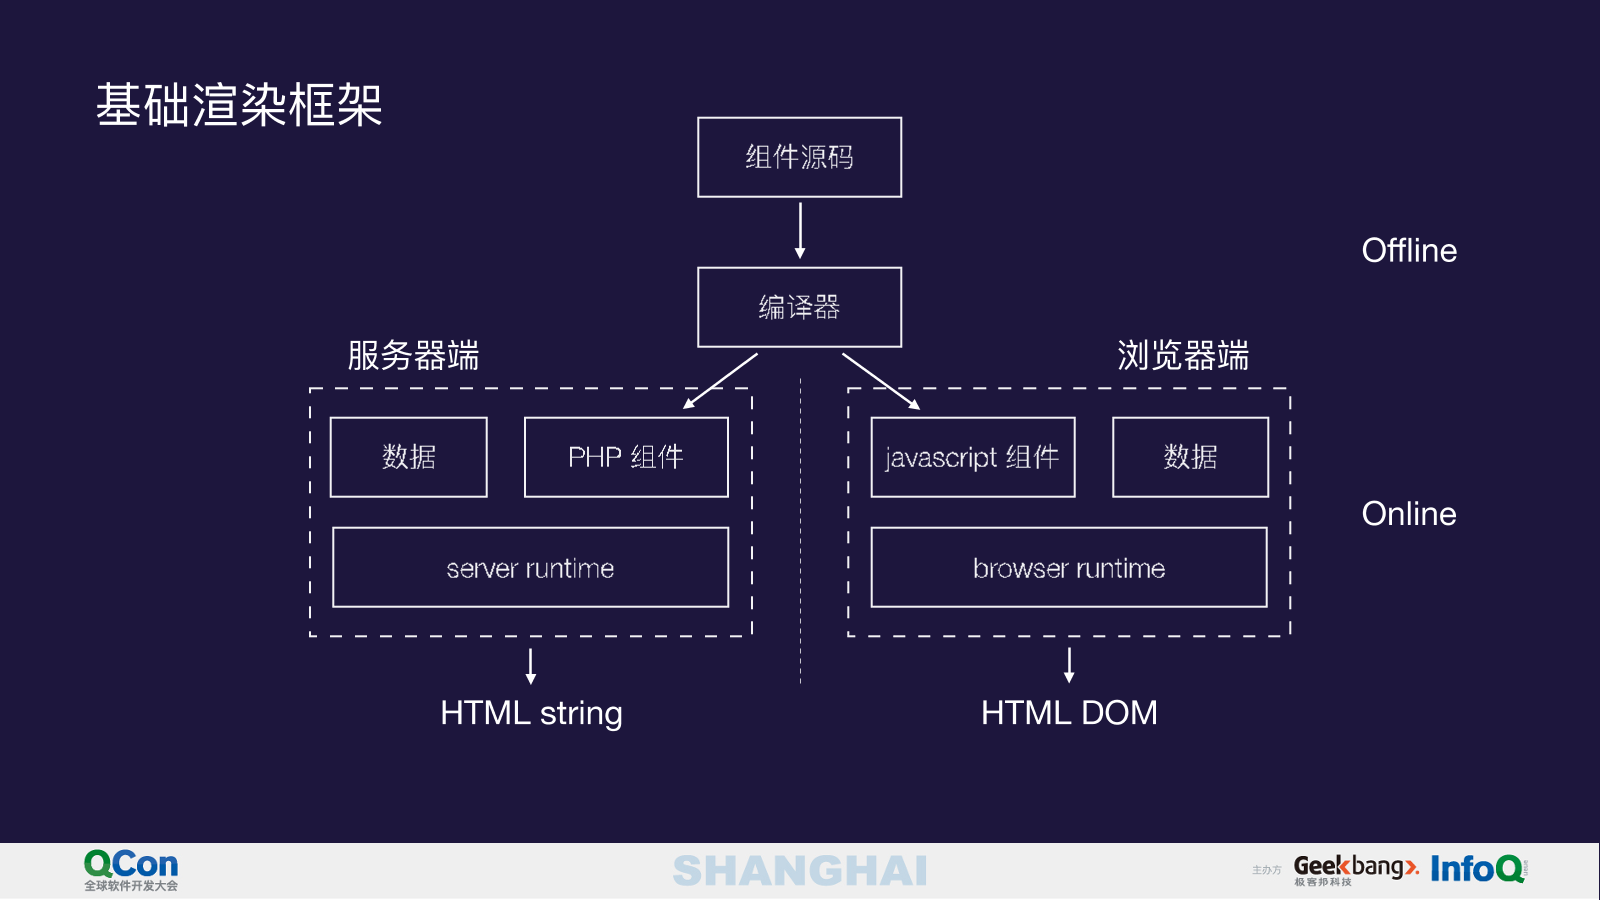 基础渲染框架
组件源码
Offline
编译器
服务器端
浏览器端
数据
PHP 组件
javascript 组件
数据
Online
server runtime
browser runtime
HTML string
HTML DOM
QCon
全球软件开发大会
SHANGHAI
主办方
Geekbang>.
极客邦科技
InfoQ